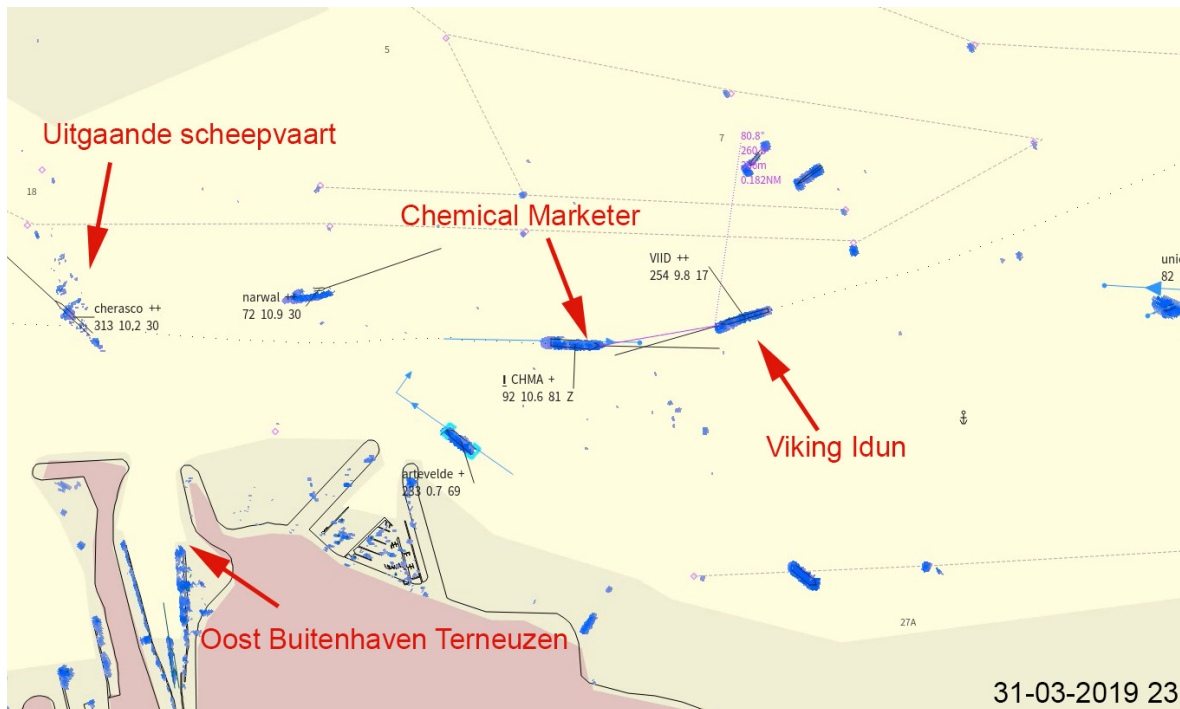 5
Uitgaande scheepvaart
7
80.8°
0.182NM
18
Chemical Marketer
VIID ++
254 9.8 17
unic
82
cherasco ++
313 10.2 30
narwal ++
72 10.9 30
I CHMA +
92 10.6 81 Z
Viking Idun
artevelde +
233 0.7 69
Oost Buitenhaven Terneuzen
27A
31-03-2019 23